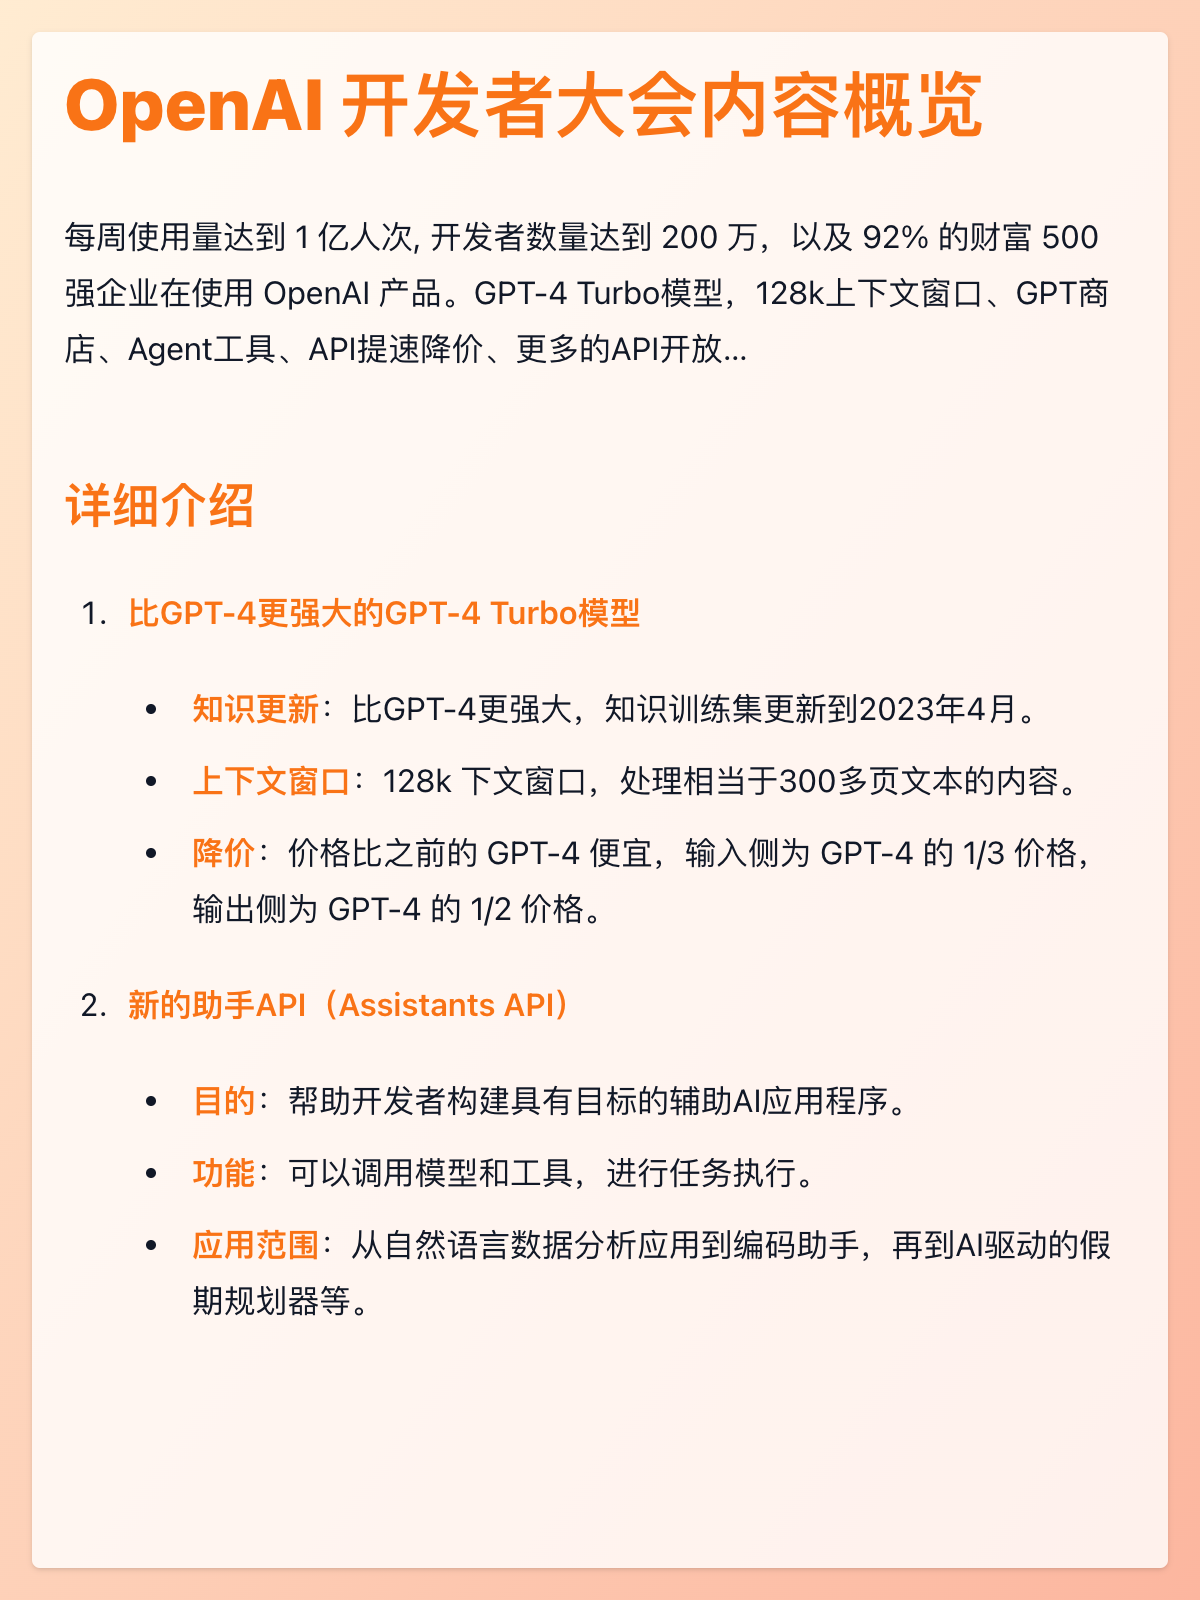 OpenAI 开发者大会内容概览
每周使用量达到 1 亿人次, 开发者数量达到 200 万，以及 92% 的财富 500
强企业在使用 OpenAI 产品。GPT-4 Turbo模型，128k上下文窗口、GPT商
店、Agent工具、API提速降价、更多的API开放...
详细介绍
1. 比GPT-4更强大的GPT-4 Turbo模型
• 知识更新：比GPT-4更强大，知识训练集更新到2023年4月。
• 上下文窗口：128k 下文窗口，处理相当于300多页文本的内容。
• 降价：价格比之前的 GPT-4 便宜，输入侧为 GPT-4 的 1/3 价格，
输出侧为 GPT-4 的 1/2 价格。
2. 新的助手API（Assistants API）
• 目的：帮助开发者构建具有目标的辅助AI应用程序。
• 功能：可以调用模型和工具，进行任务执行。
• 应用范围：从自然语言数据分析应用到编码助手，再到AI驱动的假
期规划器等。